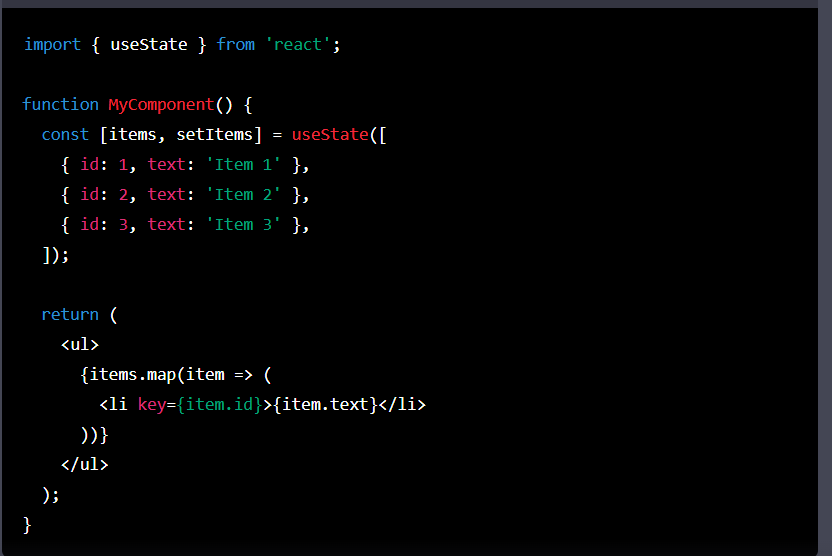 import { useState } from 'react';
function MyComponent() {
const [items, setItems] = useState([
{ id: 1, text: 'Item 1' },
{ id: 2, text: 'Item 2' },
{ id: 3, text: 'Item 3' },
]);
return (
<ul>
{items.map(item => (
<li key={item.id}>{item.text}</li>
))}
</ul>
);
}